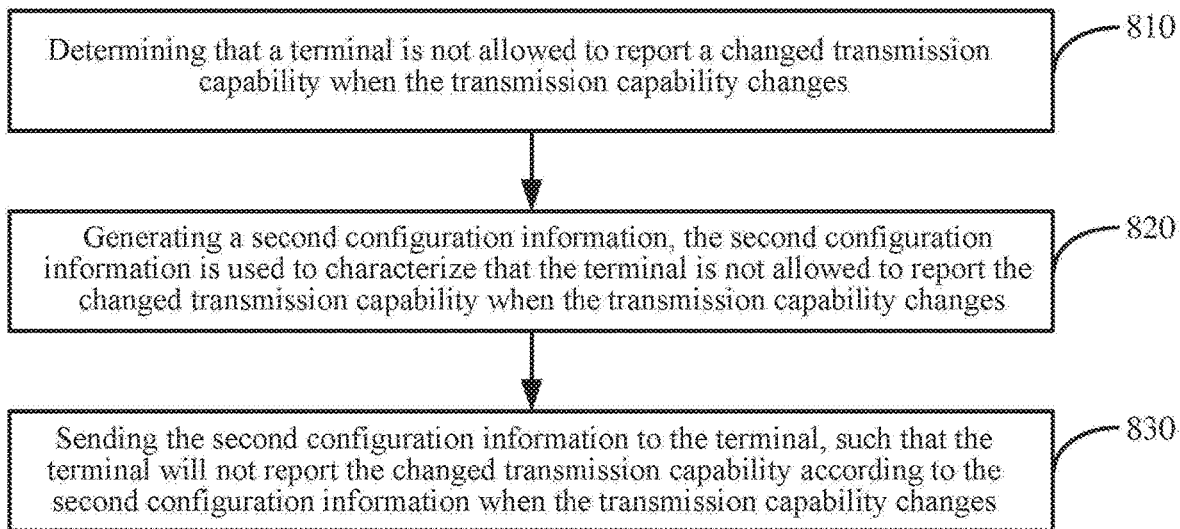 Determining that a terminal is not allowed to report a changed transmission
capability when the transmission capability changes
810
Generating a second configuration information, the second configuration
information is used to characterize that the terminal is not allowed to report the
changed transmission capability when the transmission capability changes
820
Sending the second configuration information to the terminal, such that the
terminal will not report the changed transmission capability according to the
second configuration information when the transmission capability changes
830